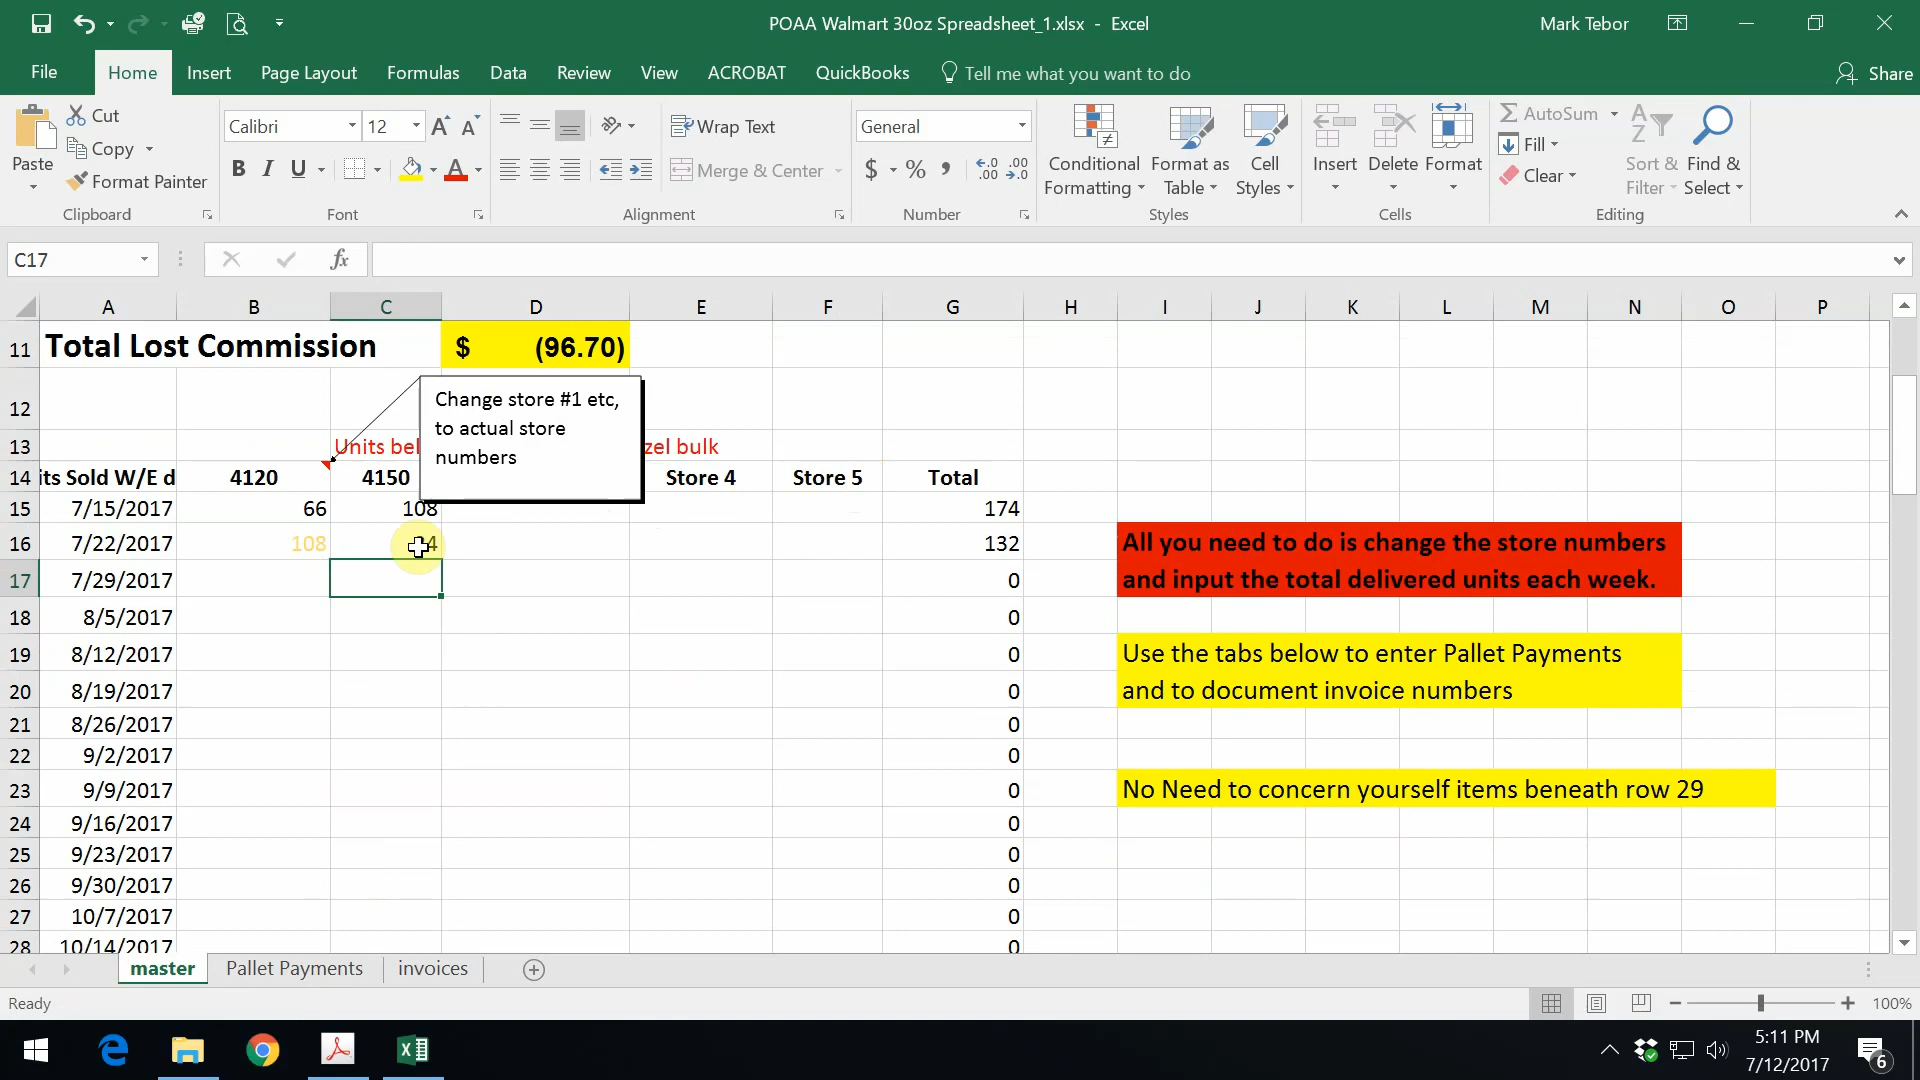 POAA Walmart 30oz Spreadsheet_1.xlsx - Excel
Mark Tebor
File Home Insert Page Layout Formulas Data Review View ACROBAT QuickBooks Tell me what you want to do Share
Paste
Cut
Copy
Format Painter
Clipboard
Calibri 12
B I U
Font
Wrap Text
Merge & Center
Alignment
General
$ % ,
Number
Conditional Formatting
Format as Table
Cell Styles
Styles
Insert Delete Format
Cells
AutoSum
Fill
Clear
Sort & Filter
Find & Select
Editing
C17
fx
A B C D E F G H I J K L M N O P
11 Total Lost Commission $ (96.70)
12
Change store #1 etc,
to actual store
numbers
13 Units bel zel bulk
14 its Sold W/E d 4120 4150 Store 4 Store 5 Total
15 7/15/2017 66 108 174
16 7/22/2017 108 4 132 All you need to do is change the store numbers
17 7/29/2017 0 and input the total delivered units each week.
18 8/5/2017 0
19 8/12/2017 0 Use the tabs below to enter Pallet Payments
20 8/19/2017 0 and to document invoice numbers
21 8/26/2017 0
22 9/2/2017 0
23 9/9/2017 0 No Need to concern yourself items beneath row 29
24 9/16/2017 0
25 9/23/2017 0
26 9/30/2017 0
27 10/7/2017 0
28 10/14/2017 0
master Pallet Payments invoices
Ready
100%
5:11 PM
7/12/2017
6